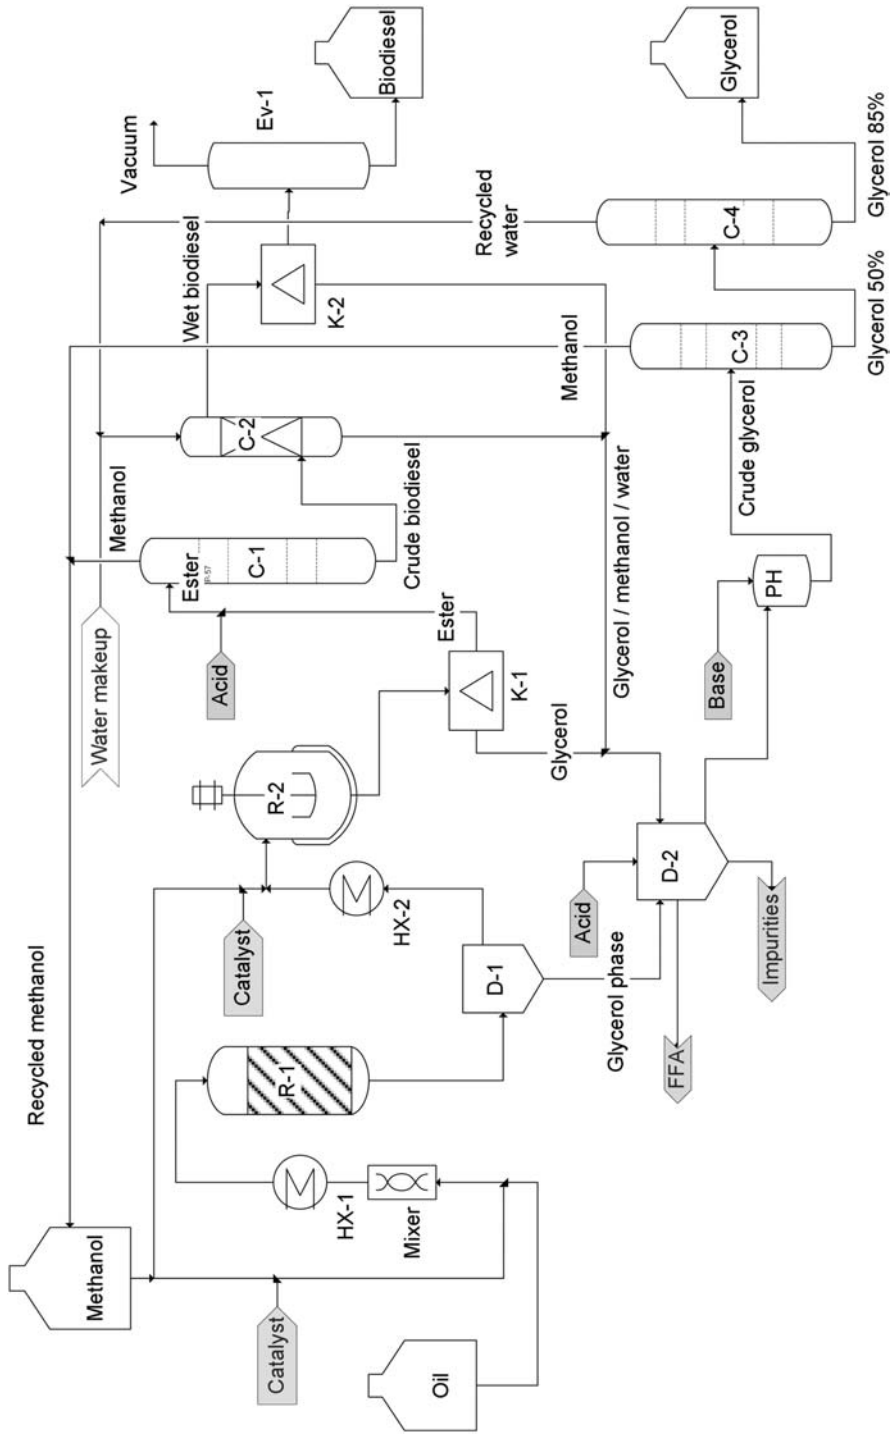 Methanol
Oil
Recycled methanol
Catalyst
Catalyst
HX-1
Mixer
R-1
HX-2
R-2
D-1
Glycerol phase
FFA
Impurities
Acid
D-2
Water makeup
Acid
K-1
Ester
Glycerol
Glycerol / methanol / water
Base
PH
Methanol
Ester
C-1
Crude biodiesel
C-2
Wet biodiesel
K-2
Methanol
Crude glycerol
Recycled
water
C-3
Glycerol 50%
C-4
Glycerol 85%
Vacuum
Ev-1
Biodiesel
Glycerol